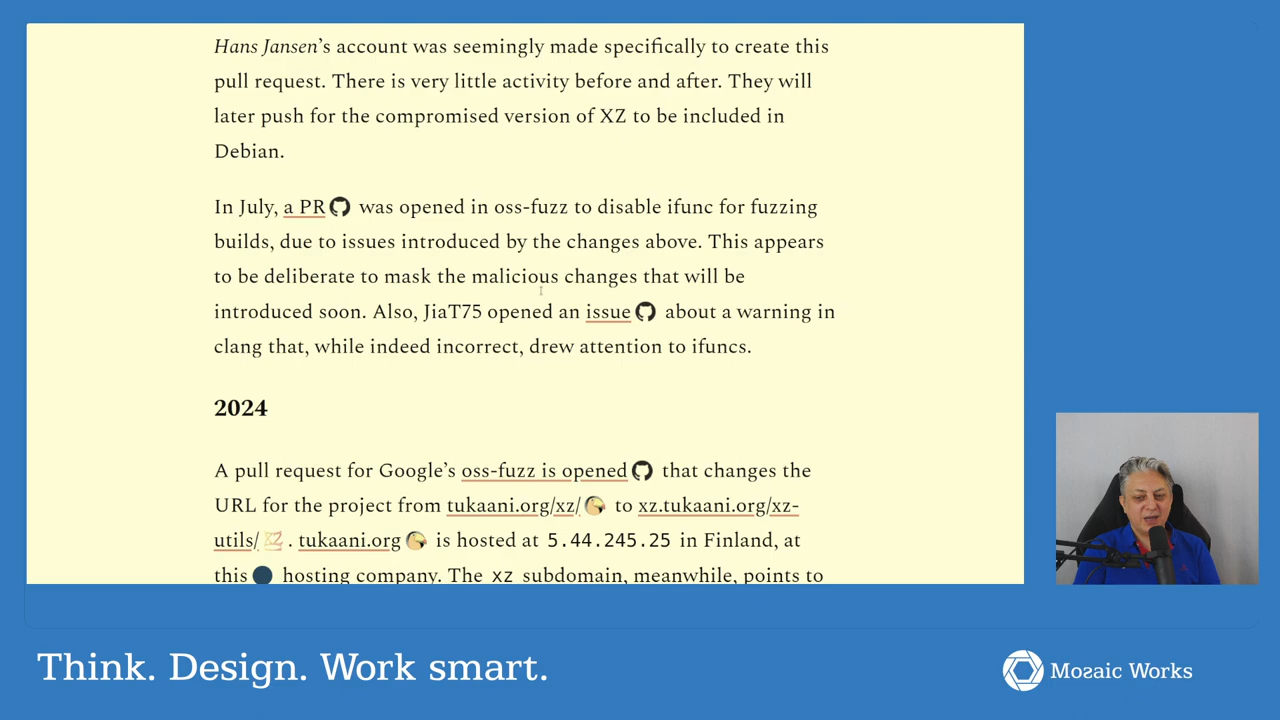 Hans Jansen’s account was seemingly made specifically to create this
pull request. There is very little activity before and after. They will
later push for the compromised version of XZ to be included in
Debian.
In July, a PR was opened in oss-fuzz to disable ifunc for fuzzing
builds, due to issues introduced by the changes above. This appears
to be deliberate to mask the malicious changes that will be
introduced soon. Also, JiaT75 opened an issue about a warning in
clang that, while indeed incorrect, drew attention to ifuncs.
2024
A pull request for Google’s oss-fuzz is opened that changes the
URL for the project from tukaani.org/xz/ to xz.tukaani.org/xz-
utils/ . tukaani.org is hosted at 5.44.245.25 in Finland, at
this hosting company. The xz subdomain, meanwhile, points to
Think. Design. Work smart.
Mozaic Works